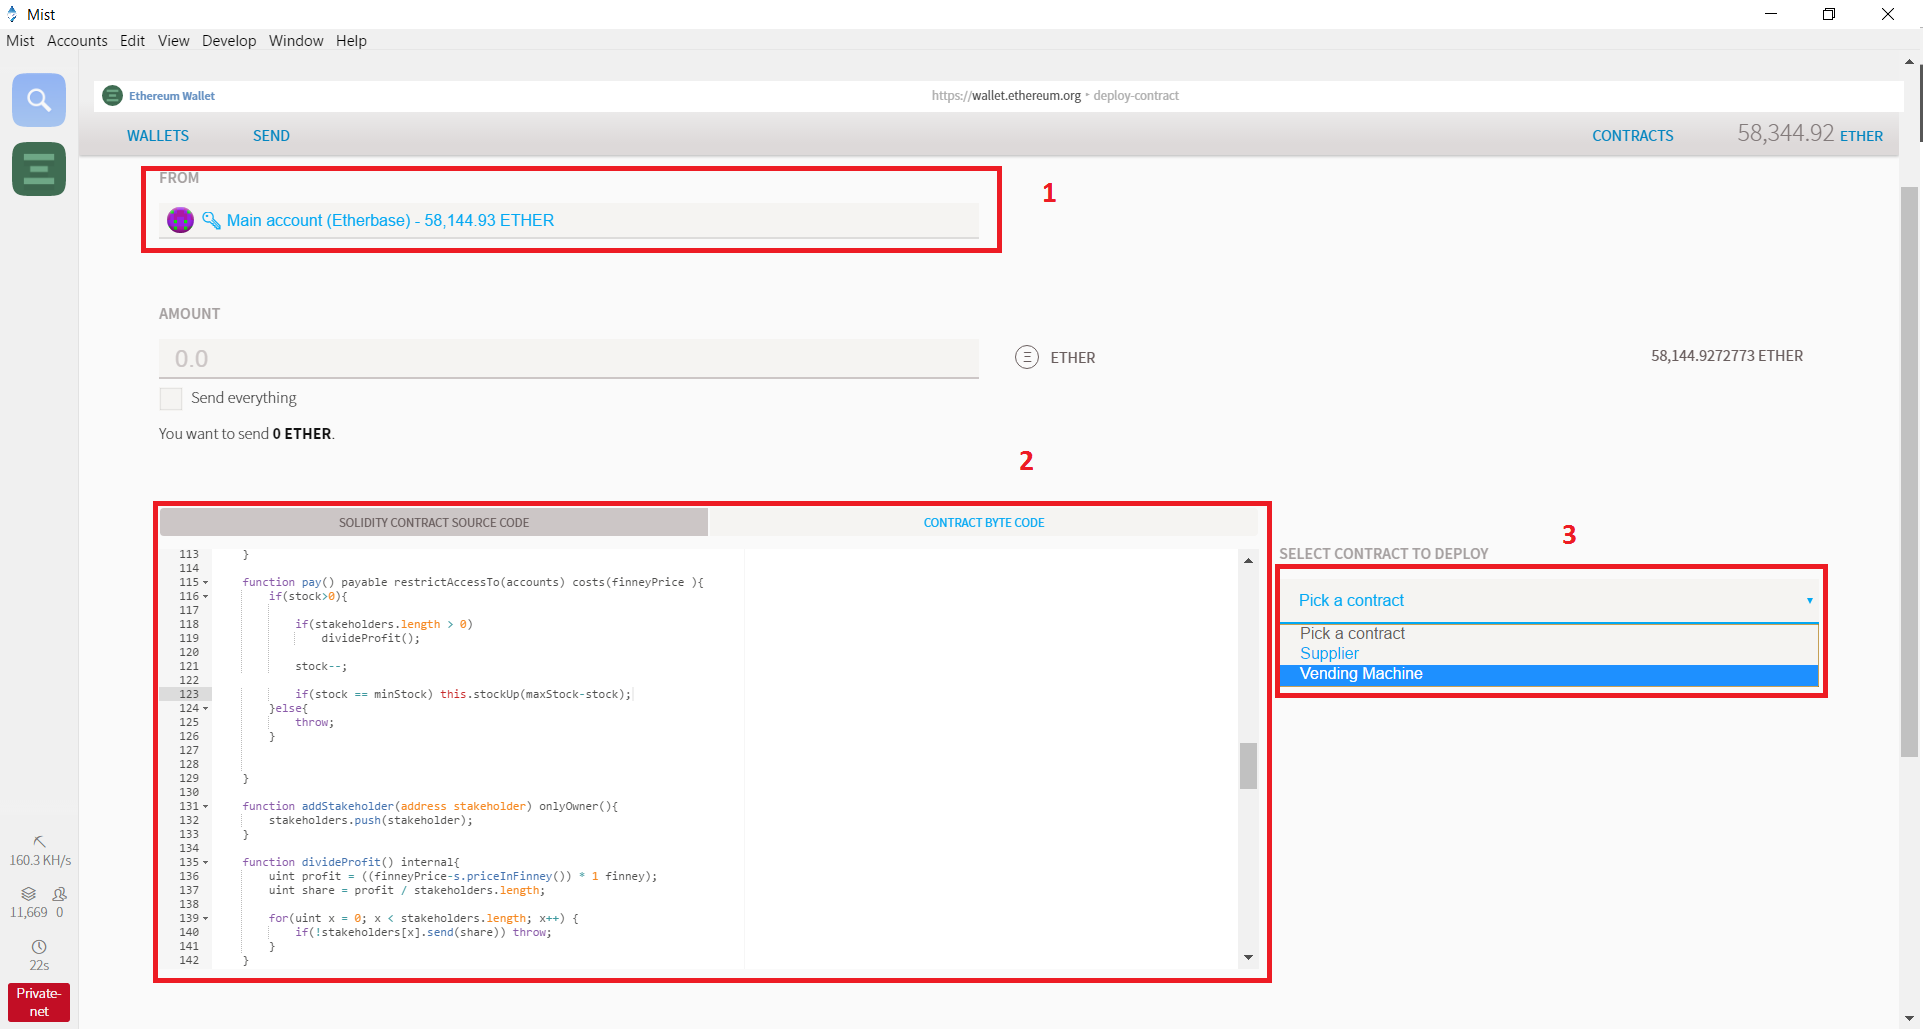 Mist
Mist Accounts Edit View Develop Window Help
Ethereum Wallet https://wallet.ethereum.org ‣ deploy-contract
WALLETS SEND CONTRACTS 58,344.92 ETHER
FROM
1
Main account (Etherbase) - 58,144.93 ETHER
AMOUNT
0.0 ETHER 58,144.9272773 ETHER
Send everything
You want to send 0 ETHER.
2
SOLIDITY CONTRACT SOURCE CODE CONTRACT BYTE CODE
113 }
114
115 function pay() payable restrictAccessTo(accounts) costs(finneyPrice ){
116 if(stock>0){
117
118 if(stakeholders.length > 0)
119 divideProfit();
120
121 stock--;
122
123 if(stock == minStock) this.stockUp(maxStock-stock);
124 }else{
125 throw;
126 }
127
128
129 }
130
131 function addStakeholder(address stakeholder) onlyOwner(){
132 stakeholders.push(stakeholder);
133 }
134
135 function divideProfit() internal{
136 uint profit = ((finneyPrice-s.priceInFinney()) * 1 finney);
137 uint share = profit / stakeholders.length;
138
139 for(uint x = 0; x < stakeholders.length; x++) {
140 if(!stakeholders[x].send(share)) throw;
141 }
142 }
3
SELECT CONTRACT TO DEPLOY
Pick a contract
Pick a contract
Supplier
Vending Machine
160.3 KH/s
11,669 0
22s
Private-
net